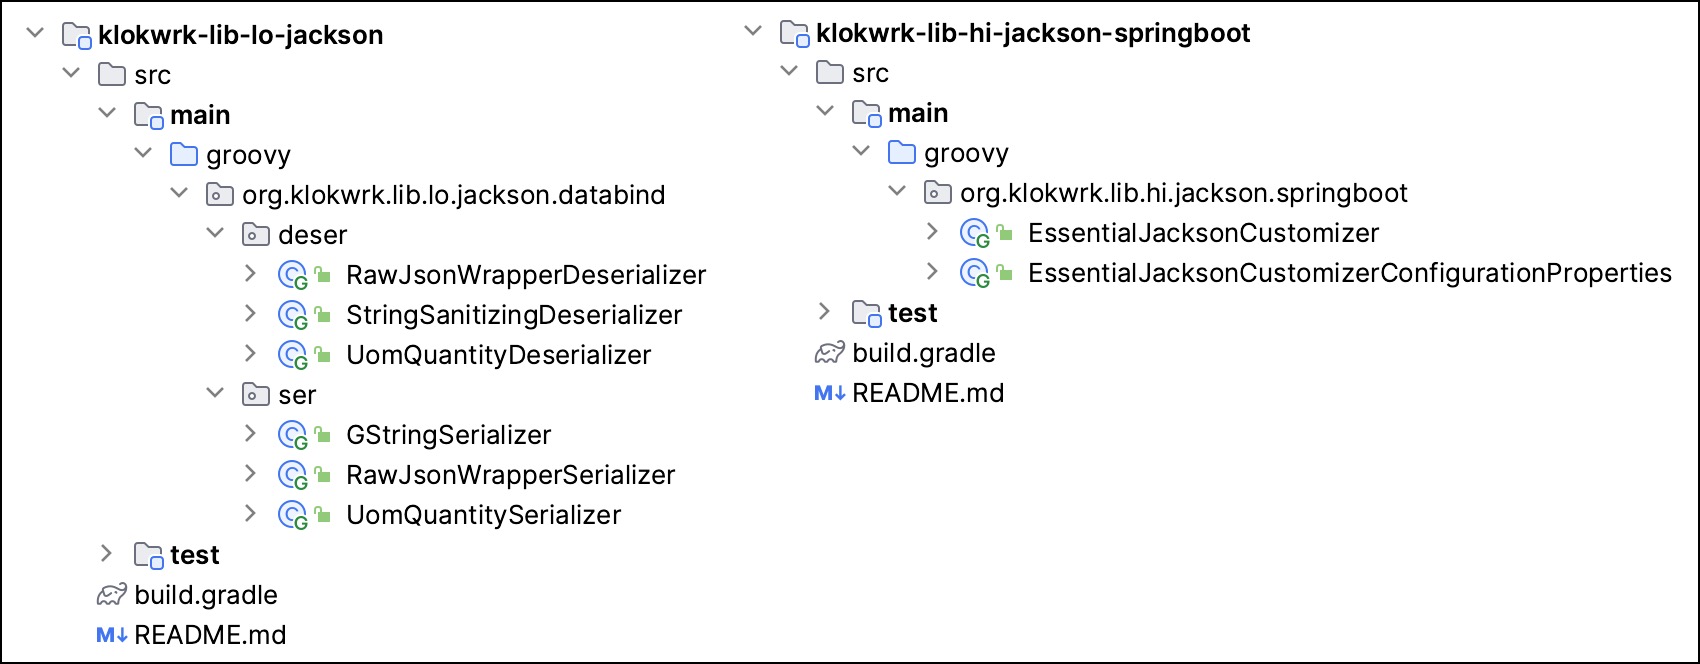 klokwrk-lib-lo-jackson
src
main
groovy
org.klokwrk.lib.lo.jackson.databind
deser
RawJsonWrapperDeserializer
StringSanitizingDeserializer
UomQuantityDeserializer
ser
GStringSerializer
RawJsonWrapperSerializer
UomQuantitySerializer
test
build.gradle
M↓ README.md
klokwrk-lib-hi-jackson-springboot
src
main
groovy
org.klokwrk.lib.hi.jackson.springboot
EssentialJacksonCustomizer
EssentialJacksonCustomizerConfigurationProperties
test
build.gradle
M↓ README.md